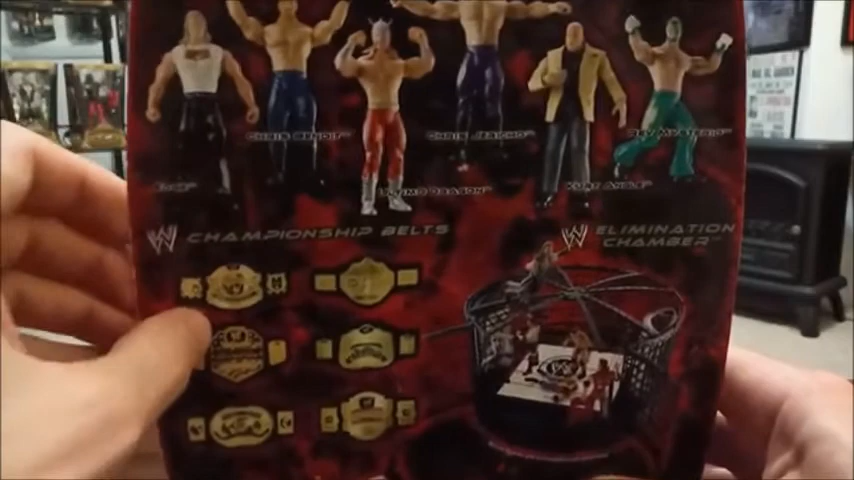 CHRIS BENOIT™
CHRIS JERICHO™
REY MYSTERIO™
ULTIMO DRAGON™
KURT ANGLE™
CHAMPIONSHIP BELTS
ELIMINATION
CHAMBER™